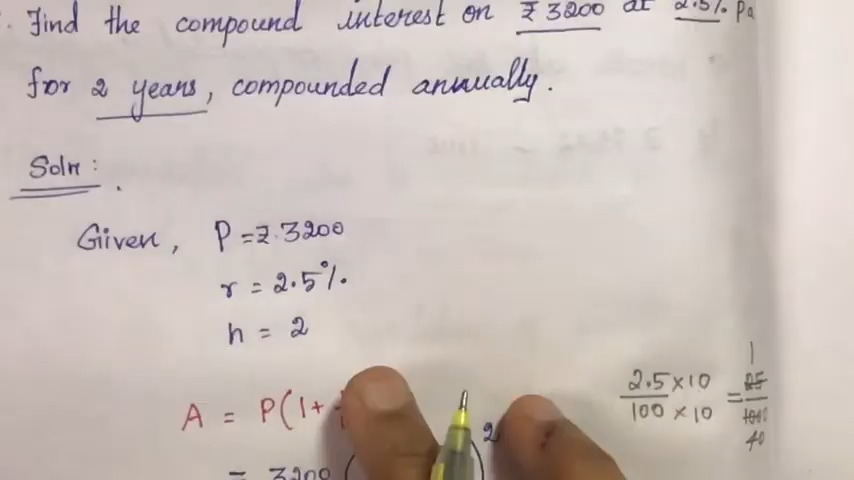 Find the compound interest on ₹3200 at 2.5% pa
for 2 years, compounded annually.
Soln :
Given, P = ₹.3200
r = 2.5%.
n = 2
2.5×10 / 100×10 = 25 / 1000
1
40
A = P(1+
= 3200(
2